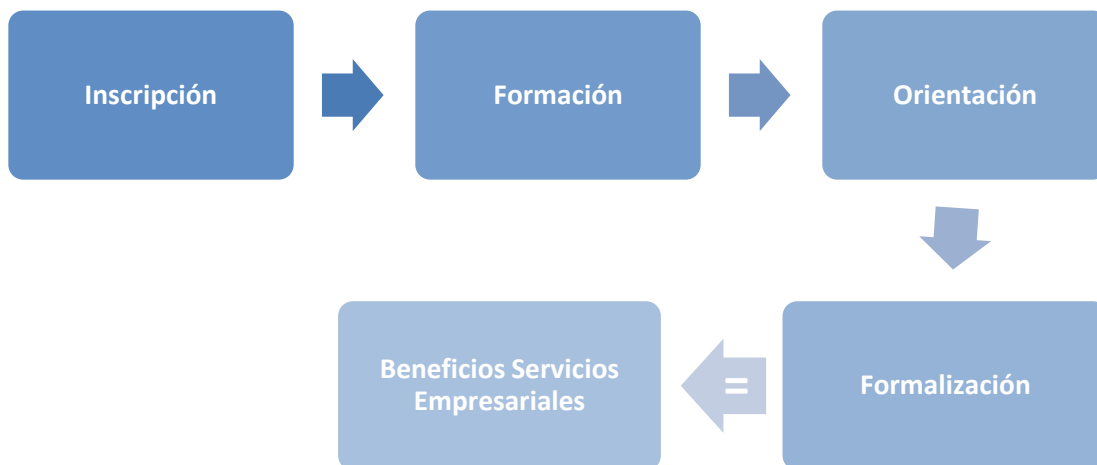 Inscripción
Formación
Orientación
Formalización
=
Beneficios Servicios
Empresariales